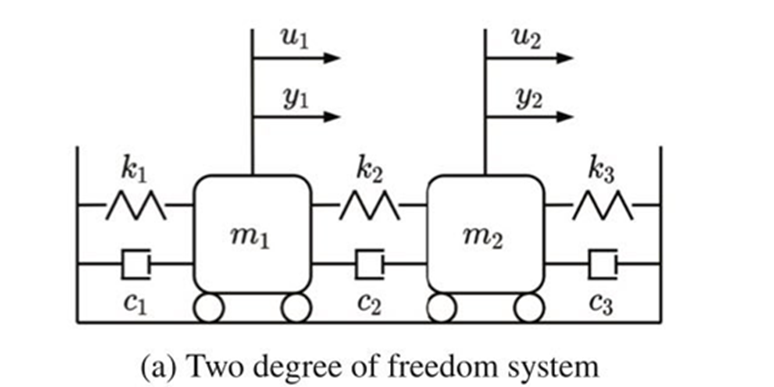 u₁ u₂
y₁ y₂
k₁ k₂ k₃
m₁ m₂
c₁ c₂ c₃
(a) Two degree of freedom system